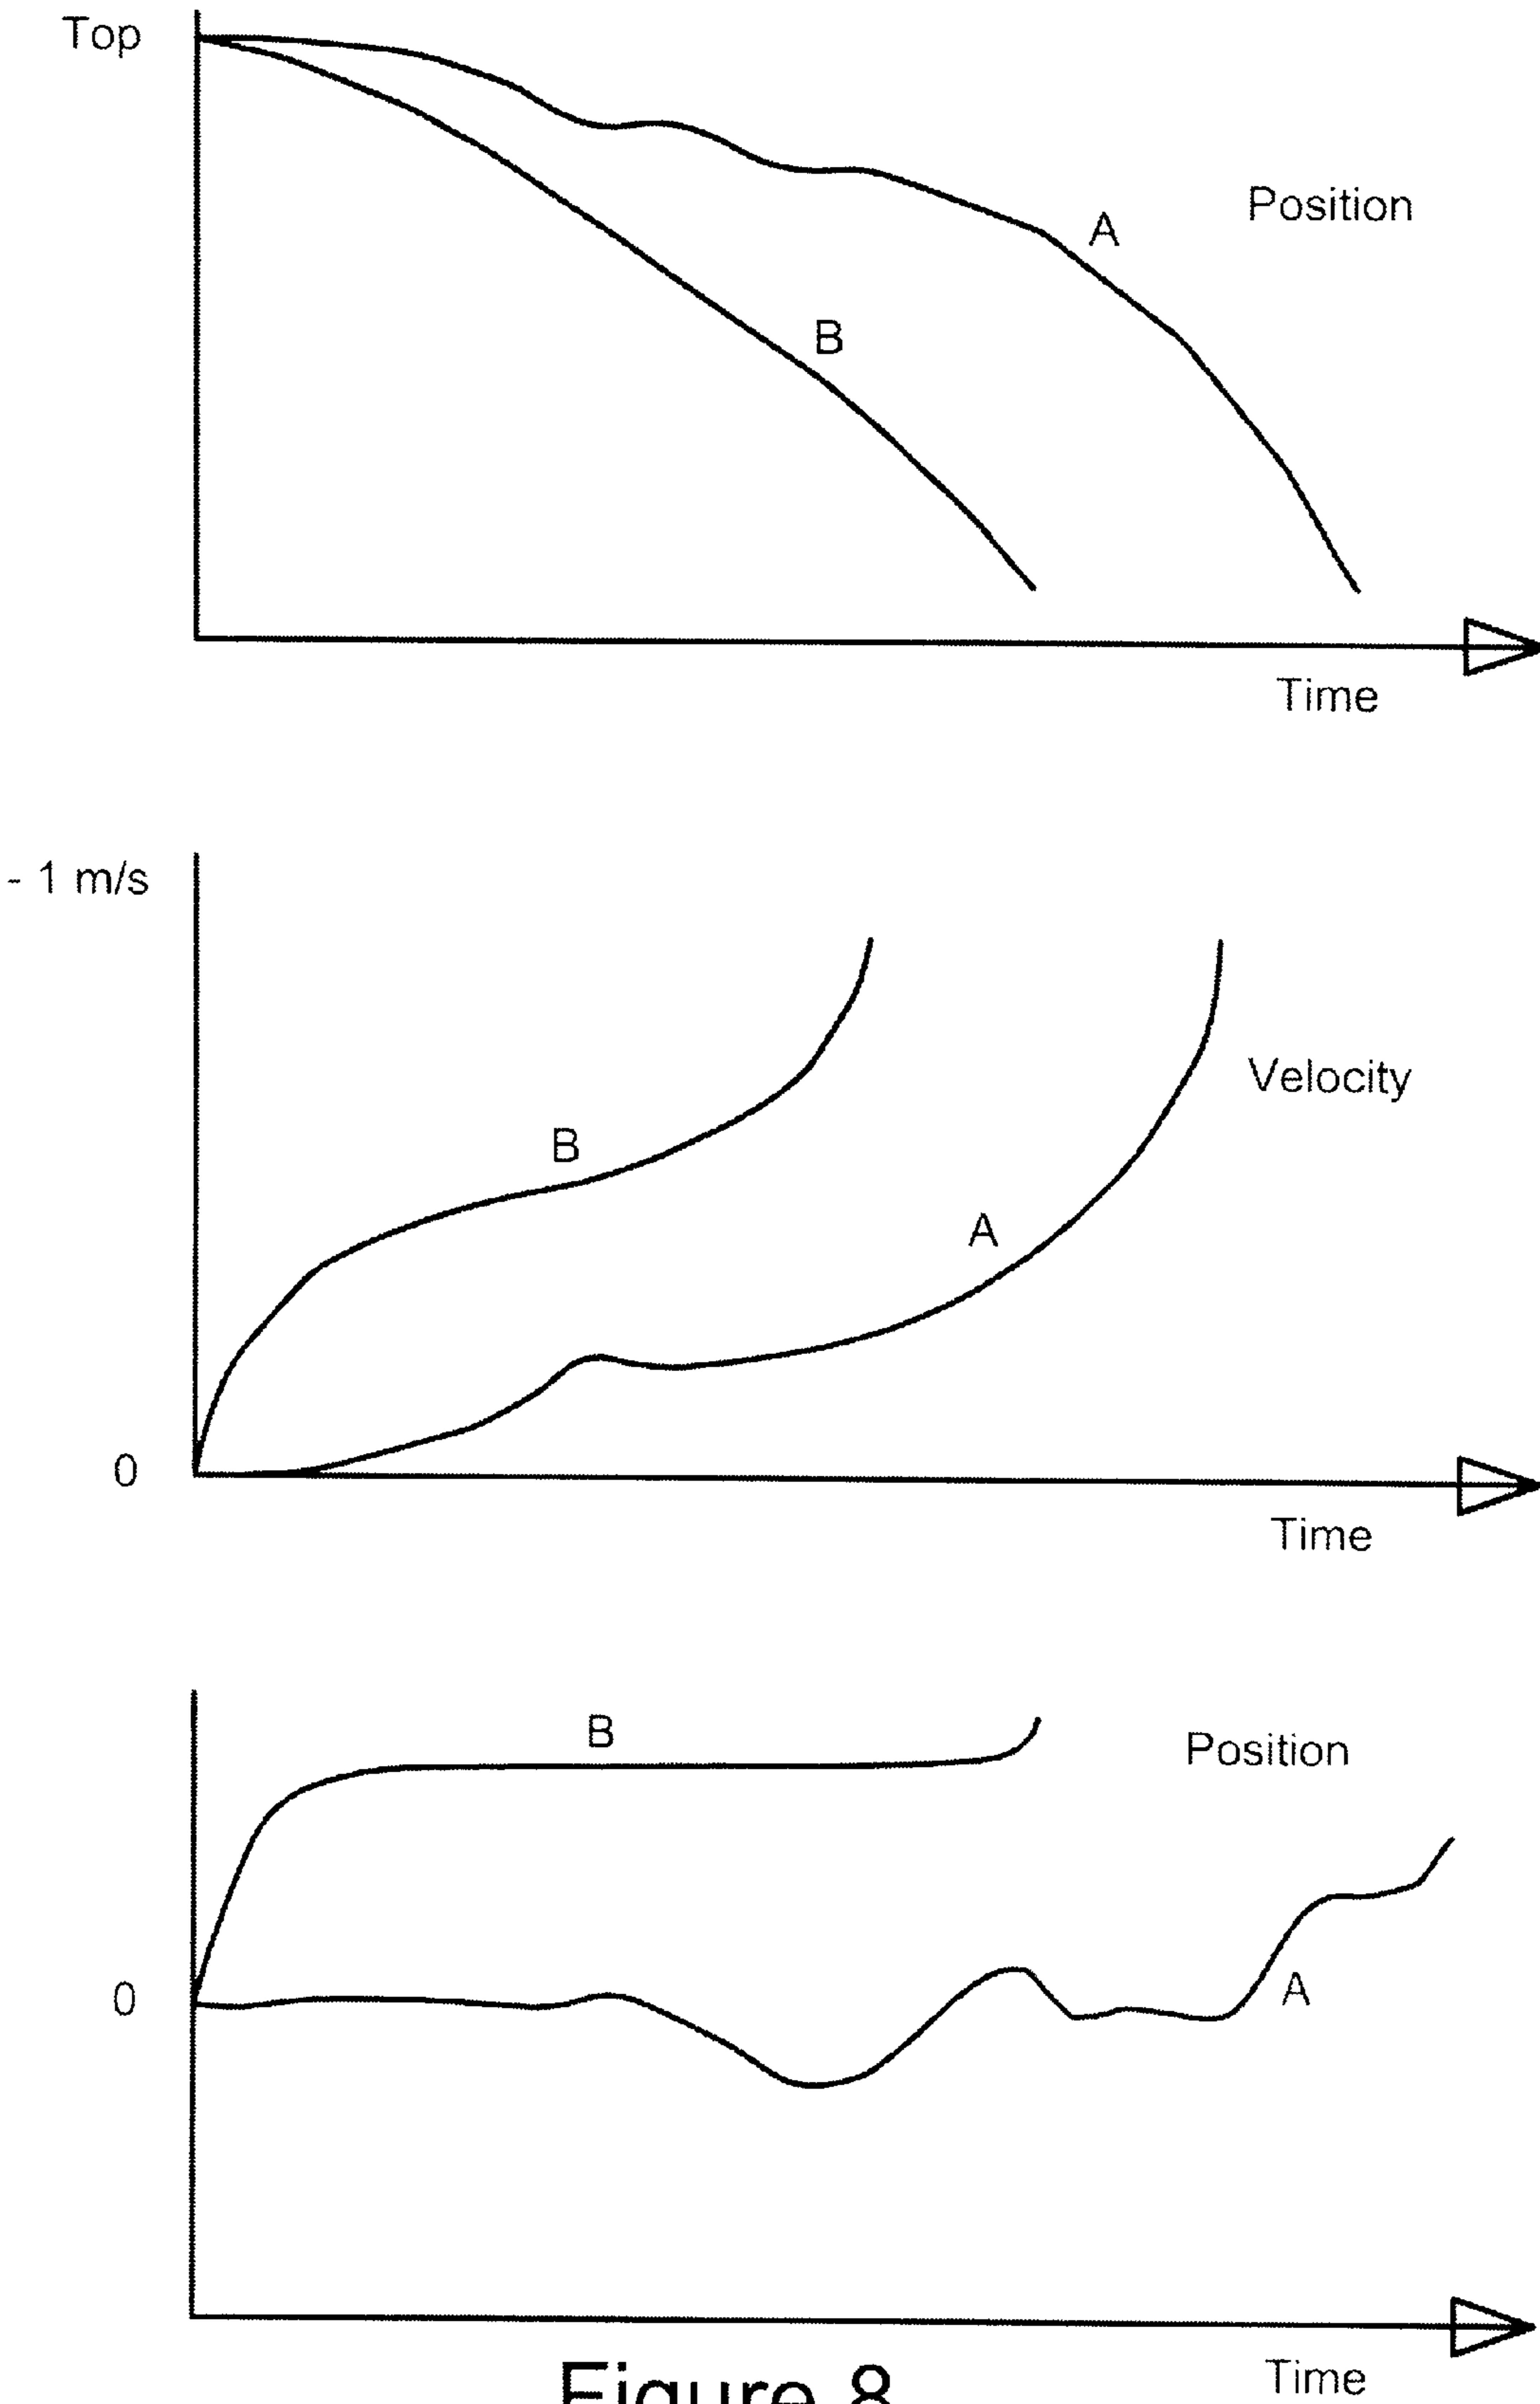 Top
Position
A
B
Time
- 1 m/s
Velocity
B
A
0
Time
B
Position
0
A
Time
Figure 8